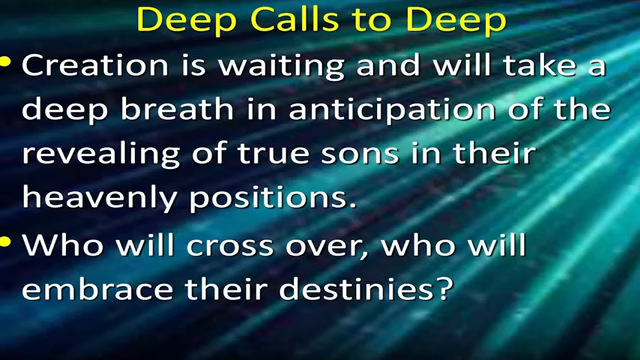 Deep Calls to Deep
• Creation is waiting and will take a
deep breath in anticipation of the
revealing of true sons in their
heavenly positions.
• Who will cross over, who will
embrace their destinies?